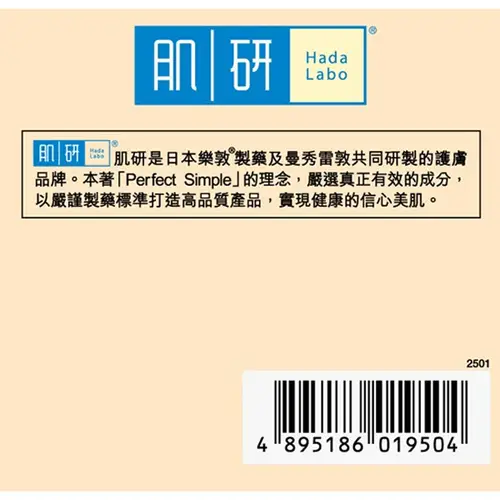 肌研 Hada Labo®
肌研 Hada Labo® 肌研是日本樂敦®製藥及曼秀雷敦共同研製的護膚
品牌。本著「Perfect Simple」的理念，嚴選真正有效的成分，
以嚴謹製藥標準打造高品質產品，實現健康的信心美肌。
2501
4 895186 019504